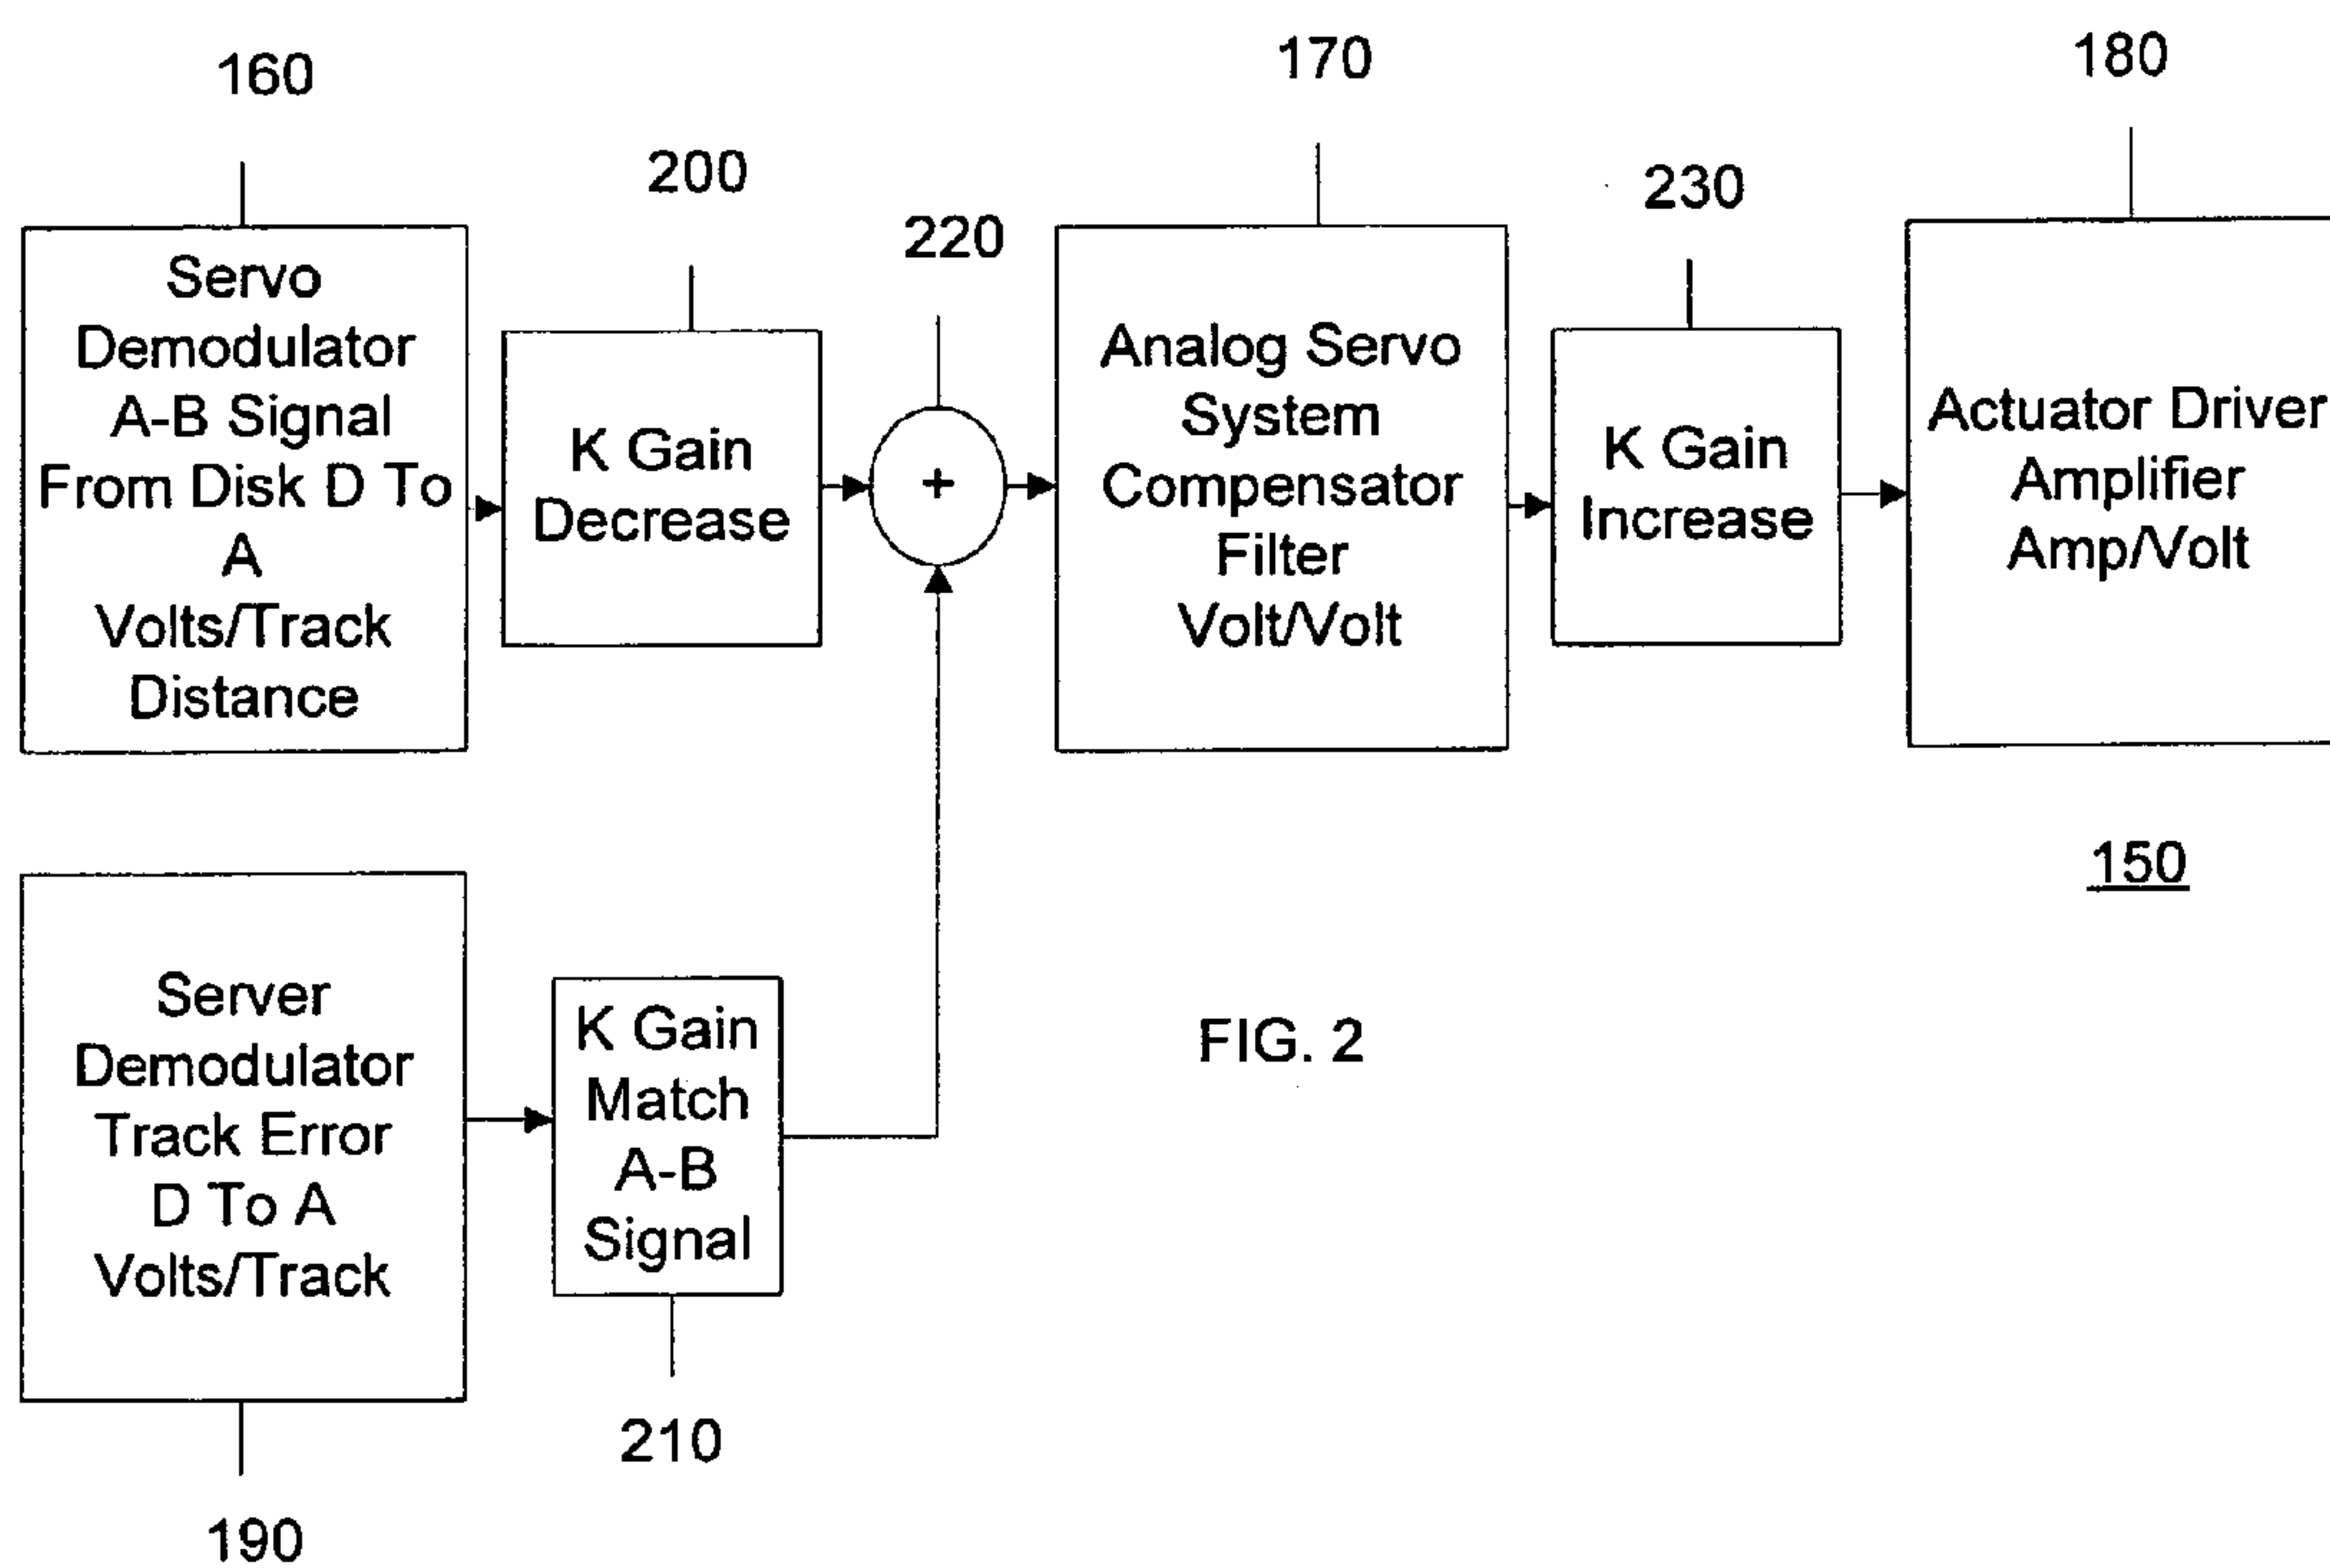 160
200
220
170
230
180
Servo
Demodulator
A-B Signal
From Disk D To
A
Volts/Track
Distance
K Gain
Decrease
+
Analog Servo
System
Compensator
Filter
Volt/Volt
K Gain
Increase
Actuator Driver
Amplifier
Amp/Volt
150
Server
Demodulator
Track Error
D To A
Volts/Track
K Gain
Match
A-B
Signal
FIG. 2
210
190